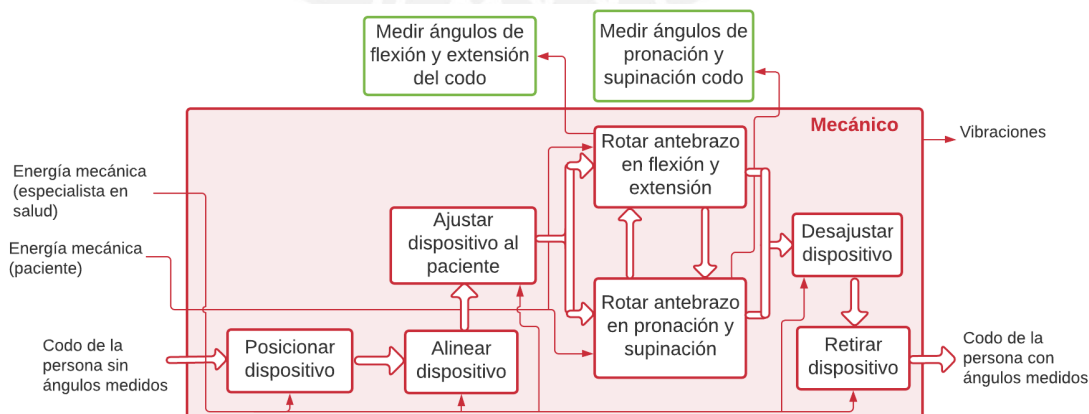 Medir ángulos de
flexión y extensión
del codo
Medir ángulos de
pronación y
supinación codo
Mecánico
Vibraciones
Energía mecánica
(especialista en
salud)
Energía mecánica
(paciente)
Codo de la
persona sin
ángulos medidos
Posicionar
dispositivo
Alinear
dispositivo
Ajustar
dispositivo al
paciente
Rotar antebrazo
en flexión y
extensión
Rotar antebrazo
en pronación y
supinación
Desajustar
dispositivo
Retirar
dispositivo
Codo de la
persona con
ángulos medidos